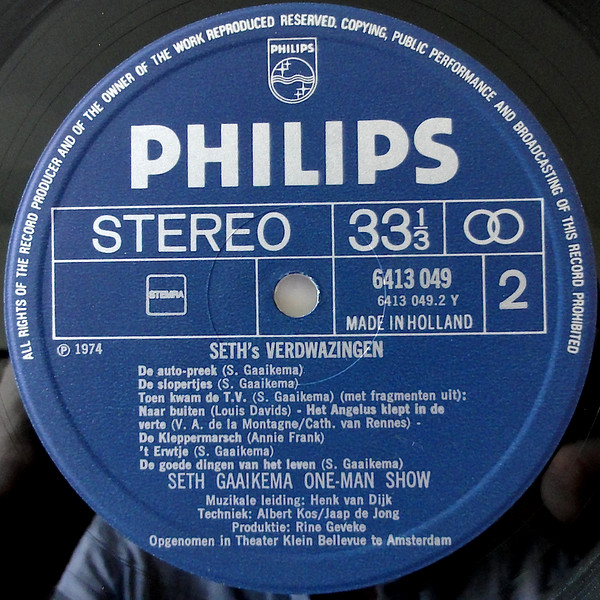 ALL RIGHTS OF THE RECORD PRODUCER AND OF THE OWNER OF THE WORK REPRODUCED RESERVED. COPYING, PUBLIC PERFORMANCE AND BROADCASTING OF THIS RECORD PROHIBITED
PHILIPS
PHILIPS
STEREO 33 1/3
STEMRA
6413 049
6413 049.2 Y
2
MADE IN HOLLAND
℗ 1974
SETH's VERDWAZINGEN
De auto-preek (S. Gaaikema)
De slopertjes (S. Gaaikema)
Toen kwam de T.V. (S. Gaaikema) (met fragmenten uit):
Naar buiten (Louis Davids) - Het Angelus klept in de
verte (V. A. de la Montagne/Cath. van Rennes) -
De Kleppermarsch (Annie Frank)
't Erwtje (S. Gaaikema)
De goede dingen van het leven (S. Gaaikema)
SETH GAAIKEMA ONE-MAN SHOW
Muzikale leiding: Henk van Dijk
Techniek: Albert Kos/Jaap de Jong
Produktie: Rine Geveke
Opgenomen in Theater Klein Bellevue te Amsterdam